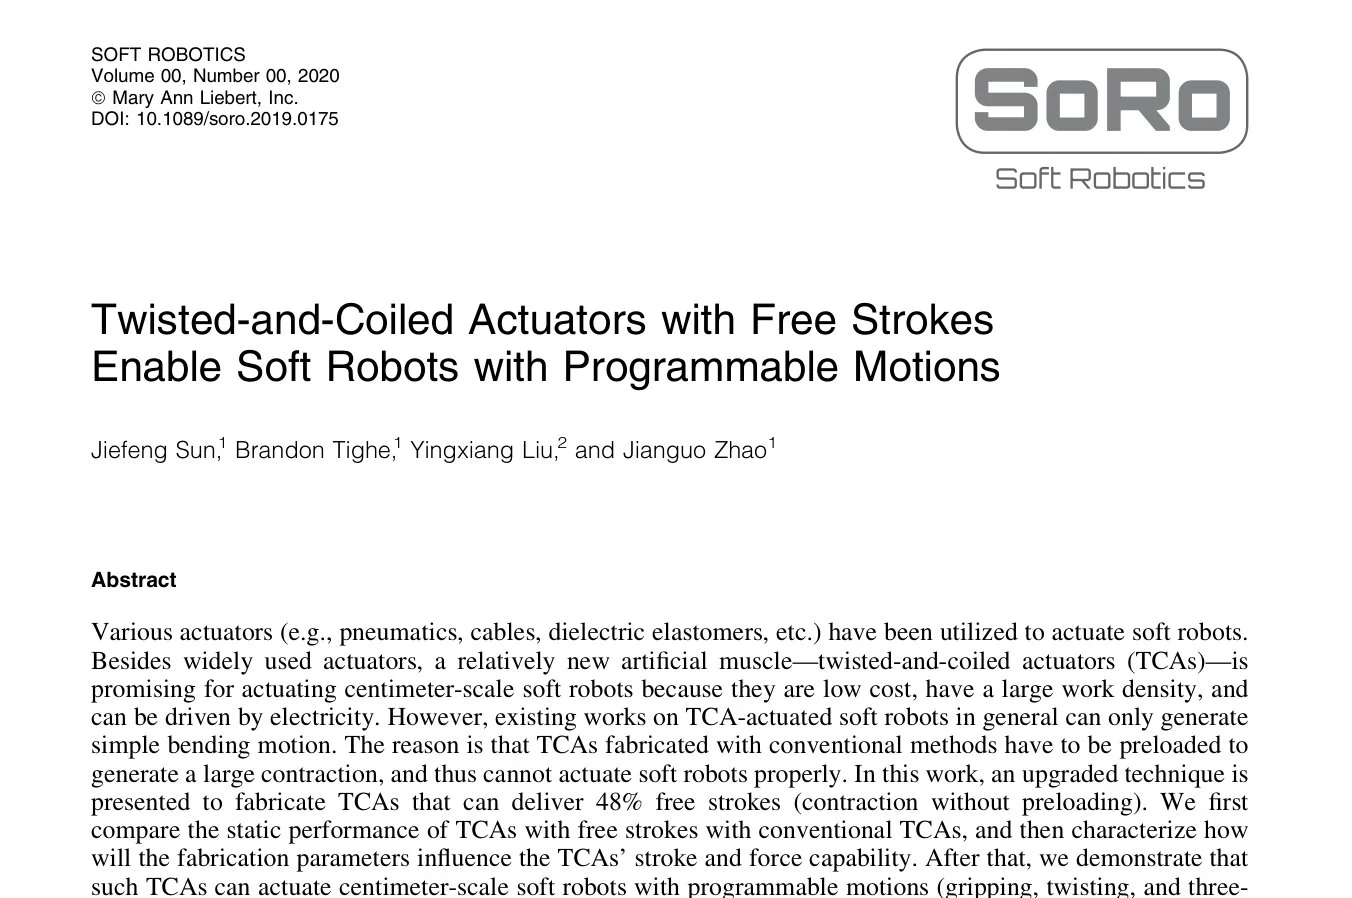 SOFT ROBOTICS
Volume 00, Number 00, 2020
© Mary Ann Liebert, Inc.
DOI: 10.1089/soro.2019.0175
SoRo
Soft Robotics
Twisted-and-Coiled Actuators with Free Strokes
Enable Soft Robots with Programmable Motions
Jiefeng Sun,1 Brandon Tighe,1 Yingxiang Liu,2 and Jianguo Zhao1
Abstract
Various actuators (e.g., pneumatics, cables, dielectric elastomers, etc.) have been utilized to actuate soft robots.
Besides widely used actuators, a relatively new artificial muscle—twisted-and-coiled actuators (TCAs)—is
promising for actuating centimeter-scale soft robots because they are low cost, have a large work density, and
can be driven by electricity. However, existing works on TCA-actuated soft robots in general can only generate
simple bending motion. The reason is that TCAs fabricated with conventional methods have to be preloaded to
generate a large contraction, and thus cannot actuate soft robots properly. In this work, an upgraded technique is
presented to fabricate TCAs that can deliver 48% free strokes (contraction without preloading). We first
compare the static performance of TCAs with free strokes with conventional TCAs, and then characterize how
will the fabrication parameters influence the TCAs’ stroke and force capability. After that, we demonstrate that
such TCAs can actuate centimeter-scale soft robots with programmable motions (gripping, twisting, and three-